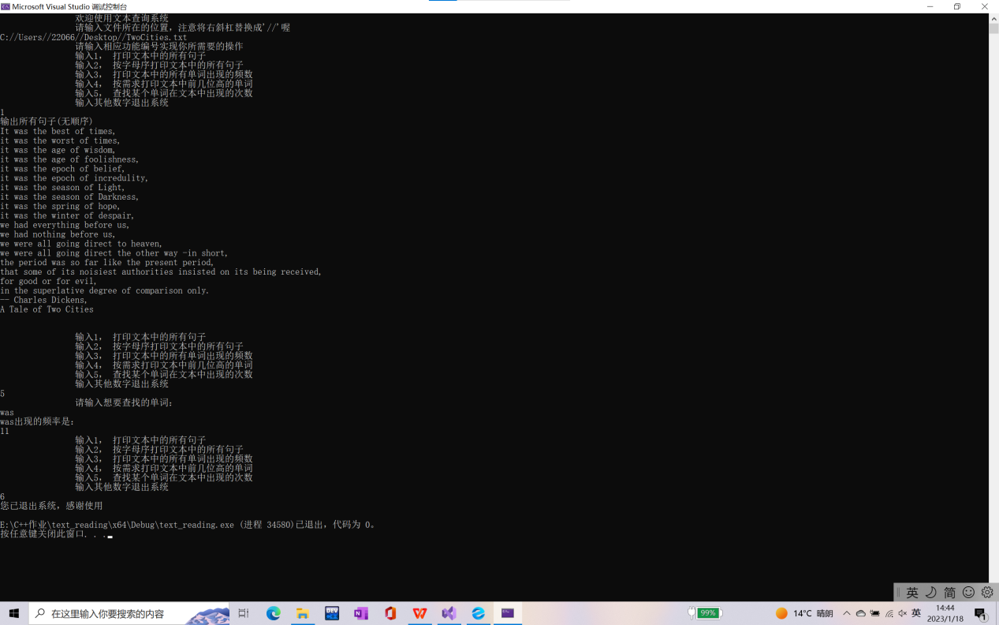 Microsoft Visual Studio 调试控制台
欢迎使用文本查询系统
请输入文件所在的位置，注意将右斜杠替换成'//'喔
C://Users//22066//Desktop//TwoCities.txt
请输入相应功能编号实现你所需要的操作
输入1， 打印文本中的所有句子
输入2， 按字母序打印文本中的所有句子
输入3， 打印文本中的所有单词出现的频数
输入4， 按需求打印文本中前几位高的单词
输入5， 查找某个单词在文本中出现的次数
输入其他数字退出系统
1
输出所有句子(无顺序)
It was the best of times,
it was the worst of times,
it was the age of wisdom,
it was the age of foolishness,
it was the epoch of belief,
it was the epoch of incredulity,
it was the season of Light,
it was the season of Darkness,
it was the spring of hope,
it was the winter of despair,
we had everything before us,
we had nothing before us,
we were all going direct to heaven,
we were all going direct the other way -in short,
the period was so far like the present period,
that some of its noisiest authorities insisted on its being received,
for good or for evil,
in the superlative degree of comparison only.
-- Charles Dickens,
A Tale of Two Cities
输入1， 打印文本中的所有句子
输入2， 按字母序打印文本中的所有句子
输入3， 打印文本中的所有单词出现的频数
输入4， 按需求打印文本中前几位高的单词
输入5， 查找某个单词在文本中出现的次数
输入其他数字退出系统
5
请输入想要查找的单词：
was
was出现的频率是：
11
输入1， 打印文本中的所有句子
输入2， 按字母序打印文本中的所有句子
输入3， 打印文本中的所有单词出现的频数
输入4， 按需求打印文本中前几位高的单词
输入5， 查找某个单词在文本中出现的次数
输入其他数字退出系统
6
您已退出系统，感谢使用
E:\C++作业\text_reading\x64\Debug\text_reading.exe (进程 34580)已退出，代码为 0。
按任意键关闭此窗口. . .
英 简
在这里输入你要搜索的内容
DEV
99%
14°C 晴朗
英
14:44
2023/1/18
1